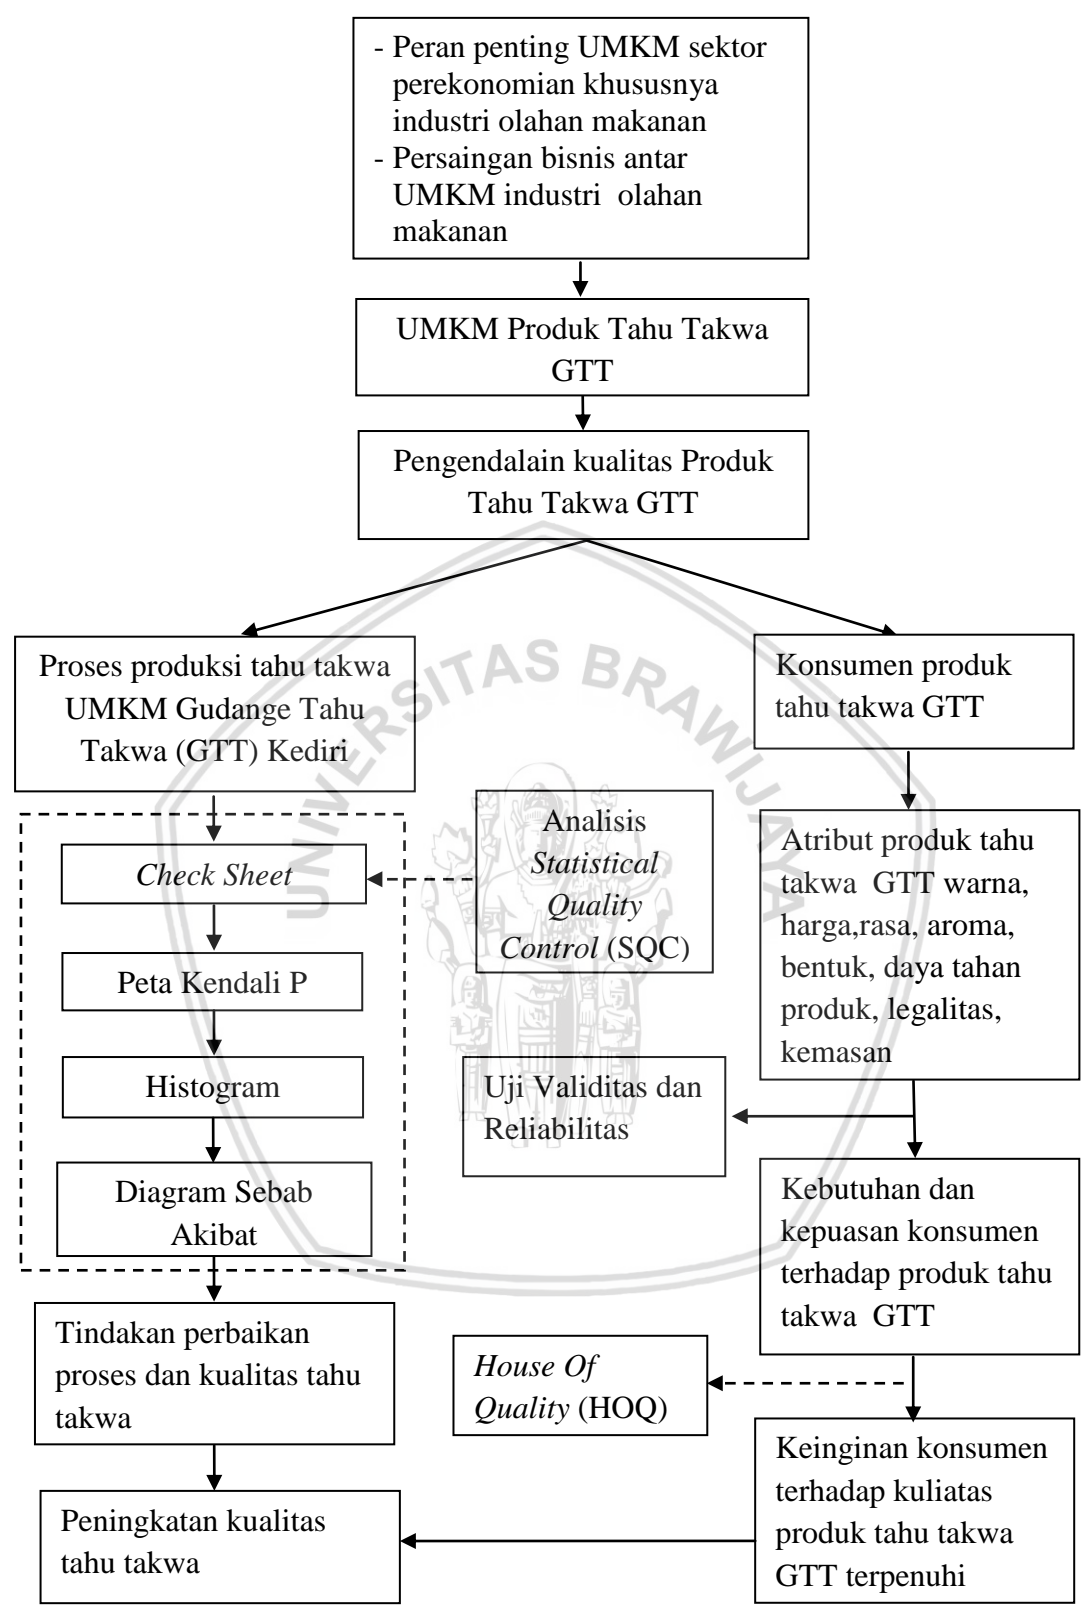 - Peran penting UMKM sektor
perekonomian khususnya
industri olahan makanan
- Persaingan bisnis antar
UMKM industri olahan
makanan
UMKM Produk Tahu Takwa
GTT
Pengendalain kualitas Produk
Tahu Takwa GTT
UNIVERSITAS BRAWIJAYA
Proses produksi tahu takwa
UMKM Gudange Tahu
Takwa (GTT) Kediri
Check Sheet
Peta Kendali P
Histogram
Diagram Sebab
Akibat
Tindakan perbaikan
proses dan kualitas tahu
takwa
Peningkatan kualitas
tahu takwa
Analisis
Statistical
Quality
Control (SQC)
Uji Validitas dan
Reliabilitas
House Of
Quality (HOQ)
Konsumen produk
tahu takwa GTT
Atribut produk tahu
takwa GTT warna,
harga,rasa, aroma,
bentuk, daya tahan
produk, legalitas,
kemasan
Kebutuhan dan
kepuasan konsumen
terhadap produk tahu
takwa GTT
Keinginan konsumen
terhadap kuliatas
produk tahu takwa
GTT terpenuhi